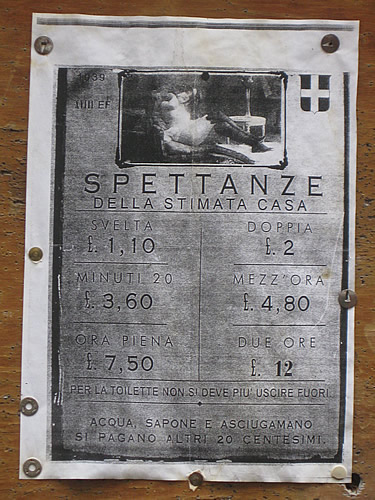 1939
IIII EF.
SPETTANZE
DELLA STIMATA CASA
SVELTA
£. 1,10
DOPPIA
£. 2
MINUTI 20
£. 3,60
MEZZ'ORA
£. 4,80
ORA PIENA
£. 7,50
DUE ORE
£. 12
PER LA TOILETTE NON SI DEVE PIU' USCIRE FUORI.
ACQUA, SAPONE E ASCIUGAMANO
SI PAGANO ALTRI 20 CENTESIMI.